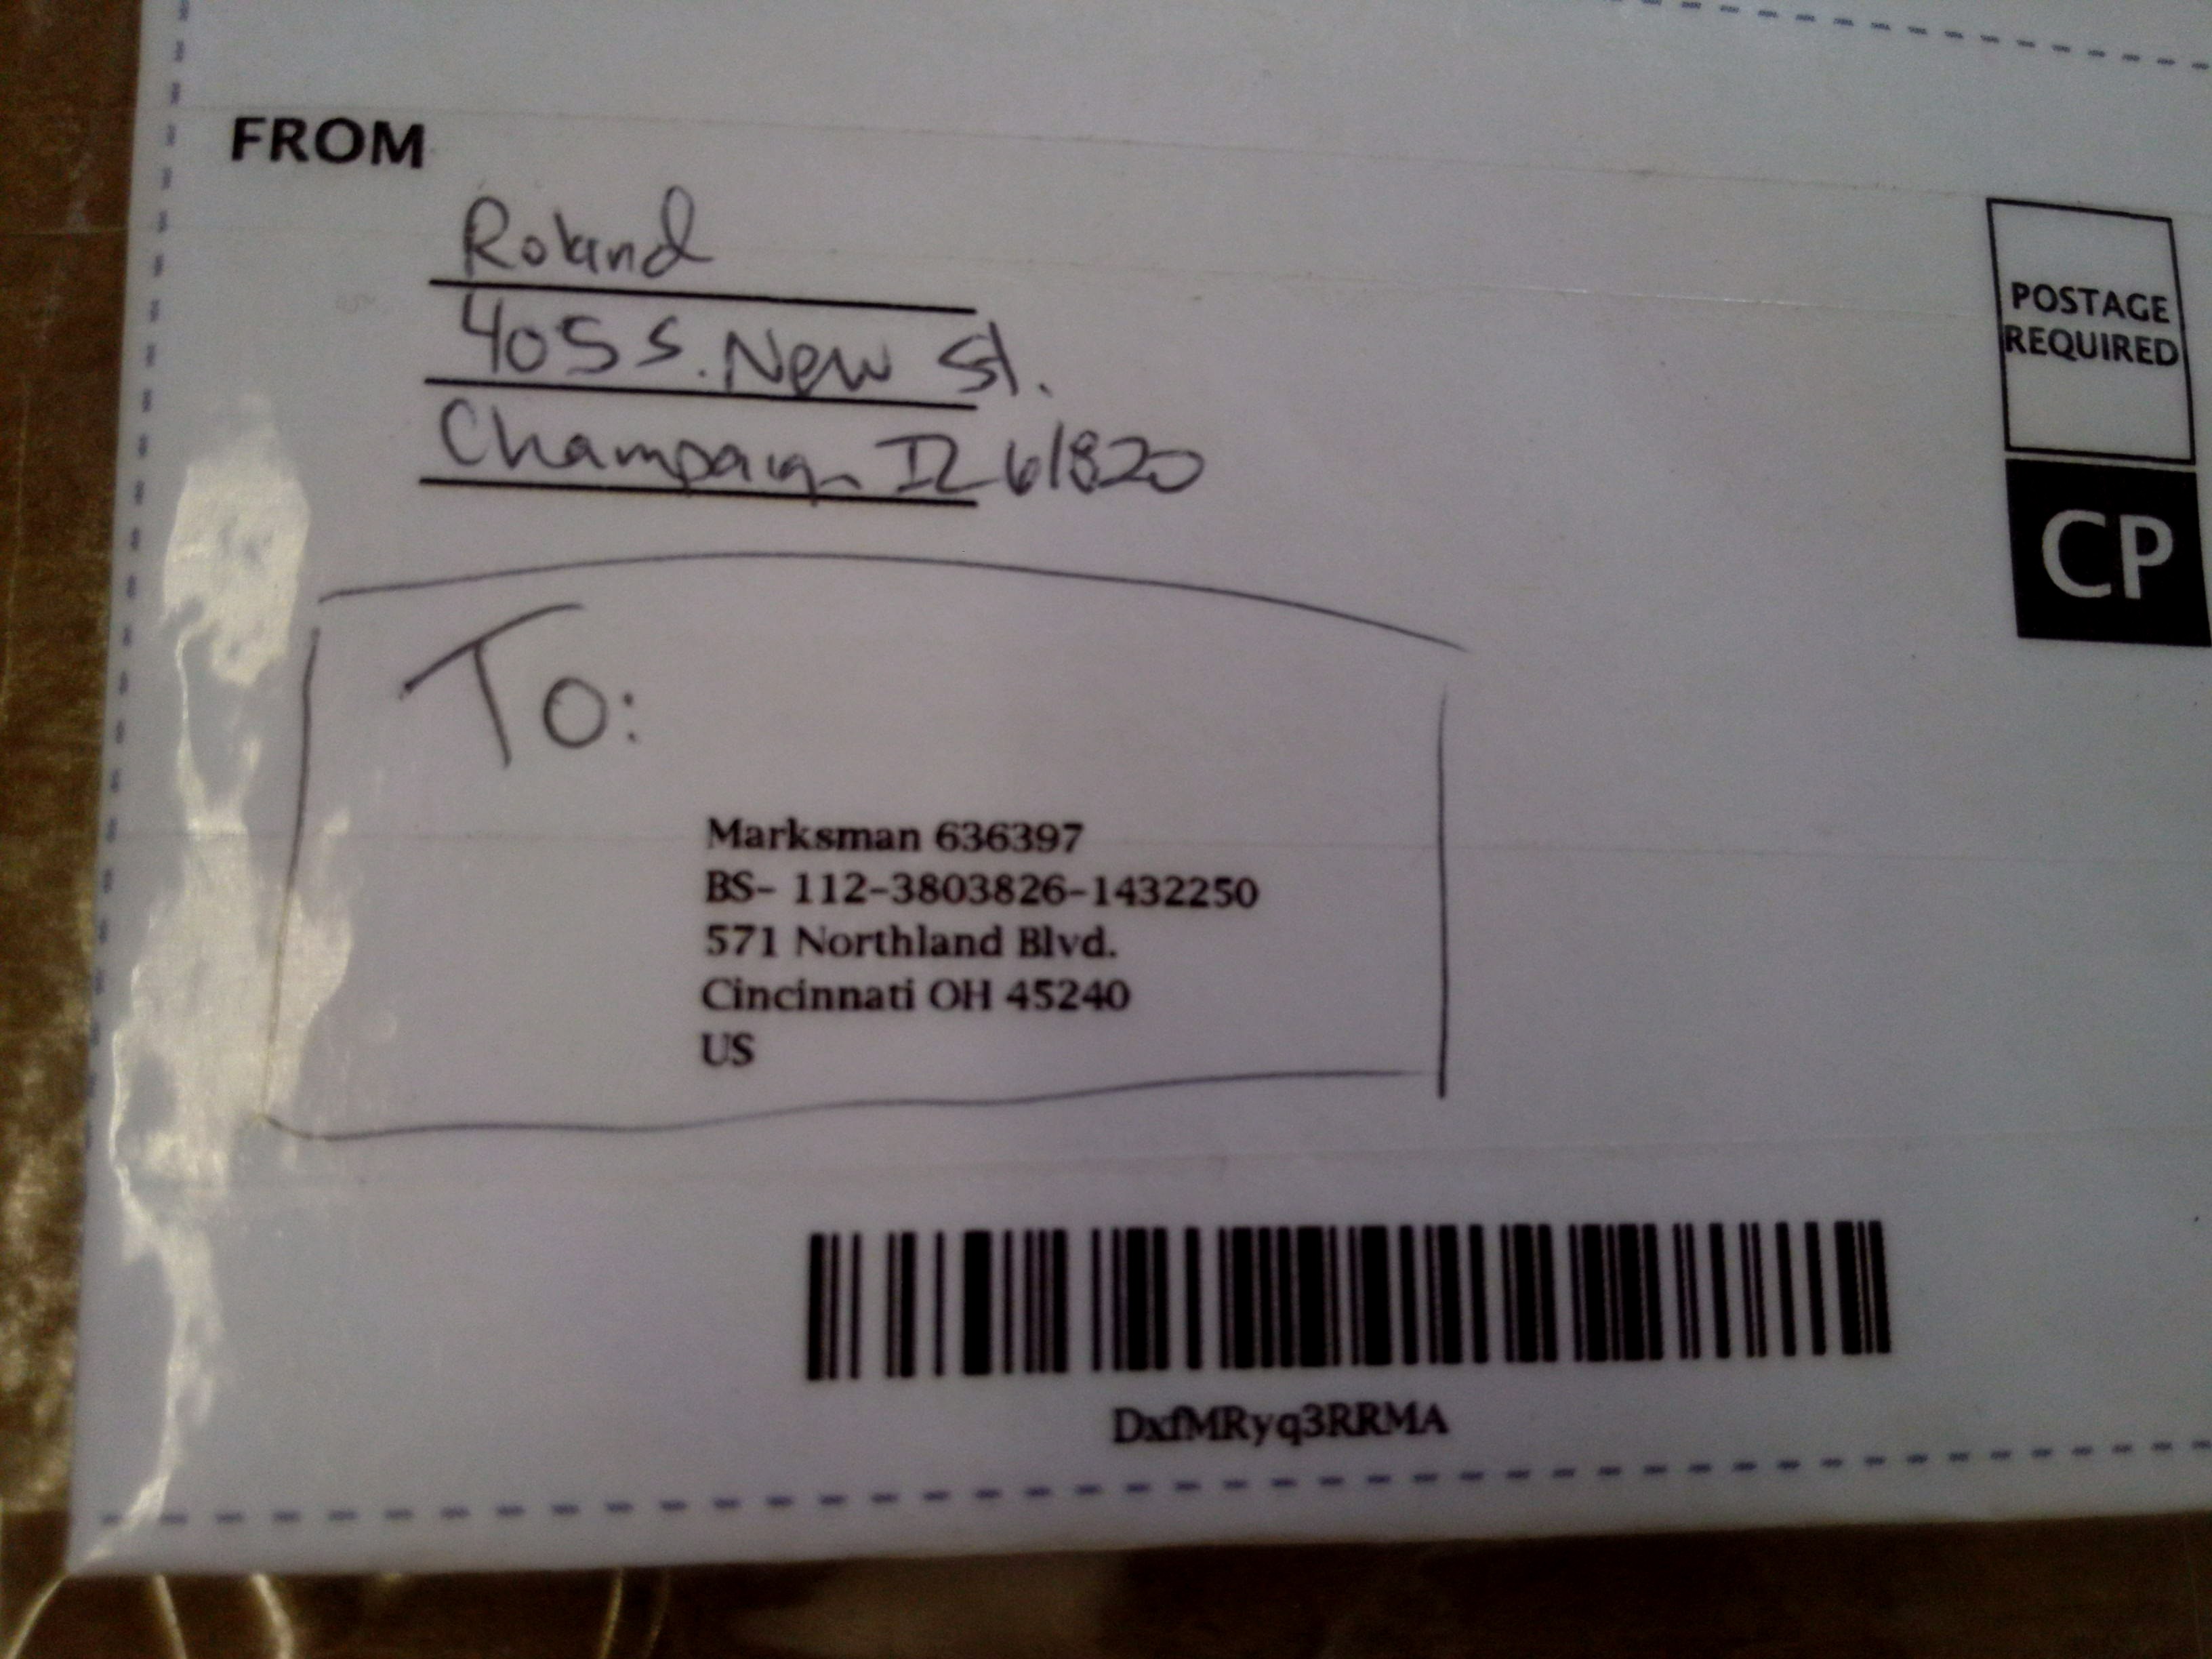 FROM
Roland
405 S. New St.
Champaign IL 61820
POSTAGE
REQUIRED
CP
To:
Marksman 636397
BS- 112-3803826-1432250
571 Northland Blvd.
Cincinnati OH 45240
US
DxfMRyq3RRMA